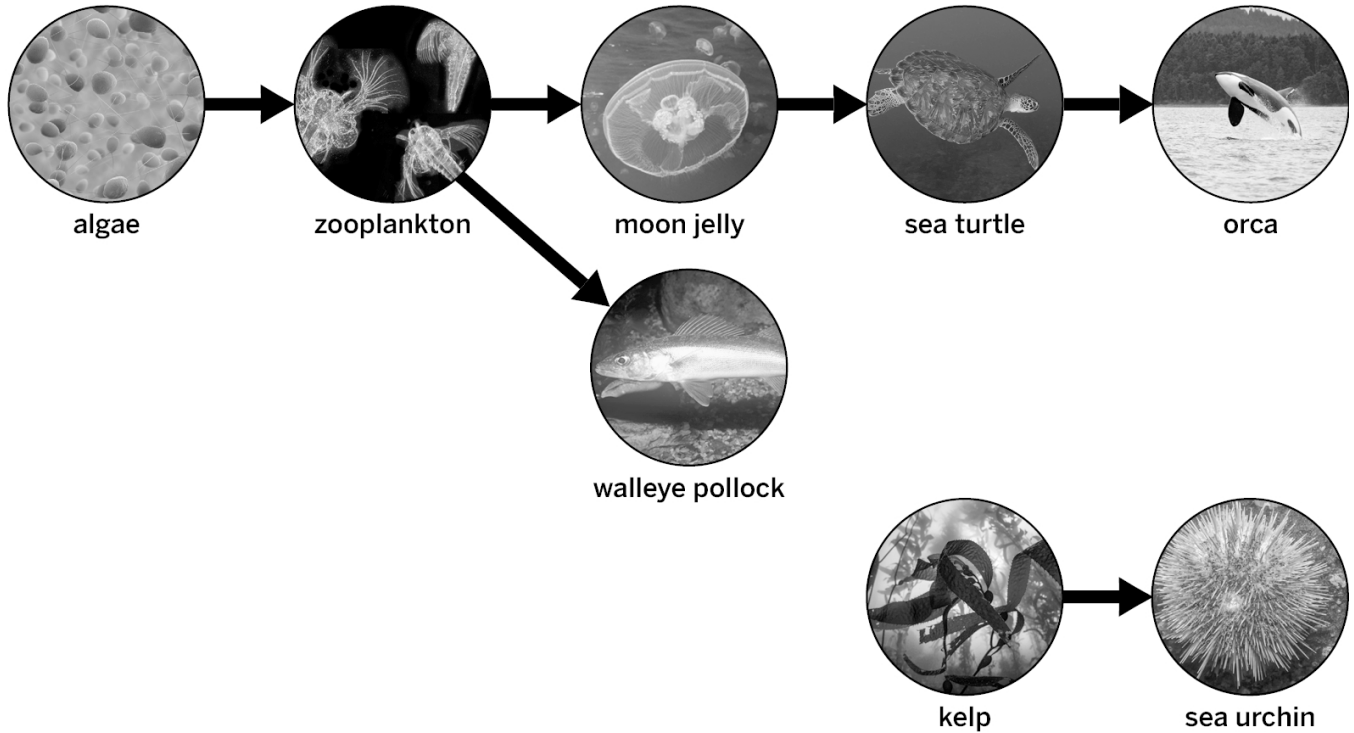 algae
zooplankton
moon jelly
sea turtle
orca
walleye pollock
kelp
sea urchin